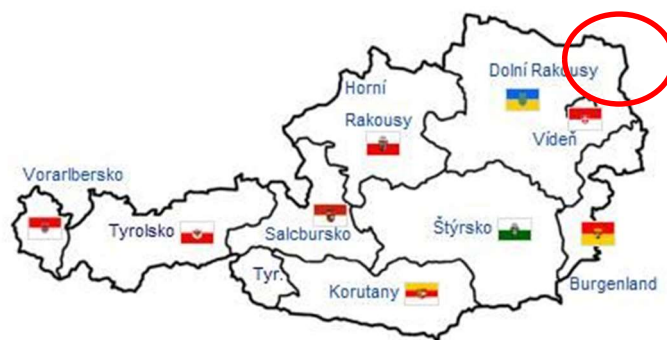 Horní
Rakousy
Dolní Rakousy
Vídeň
Vorarlbersko
Tyrolsko
Salcbursko
Štýrsko
Tyr.
Korutany
Burgenland